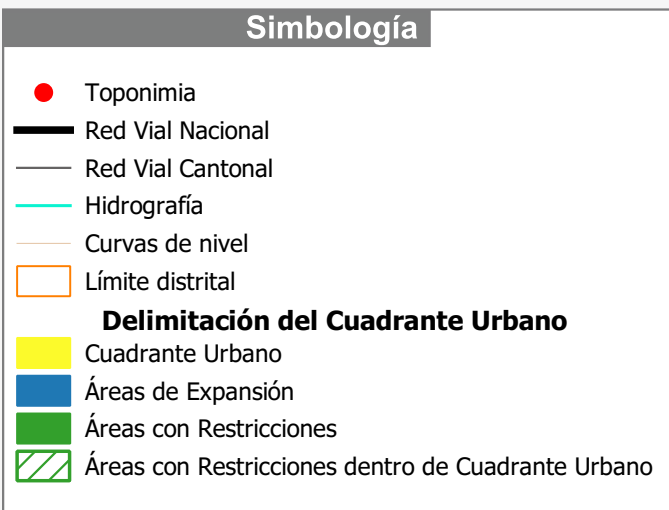 Simbología
Toponimia
Red Vial Nacional
Red Vial Cantonal
Hidrografía
Curvas de nivel
Límite distrital
Delimitación del Cuadrante Urbano
Cuadrante Urbano
Áreas de Expansión
Áreas con Restricciones
Áreas con Restricciones dentro de Cuadrante Urbano